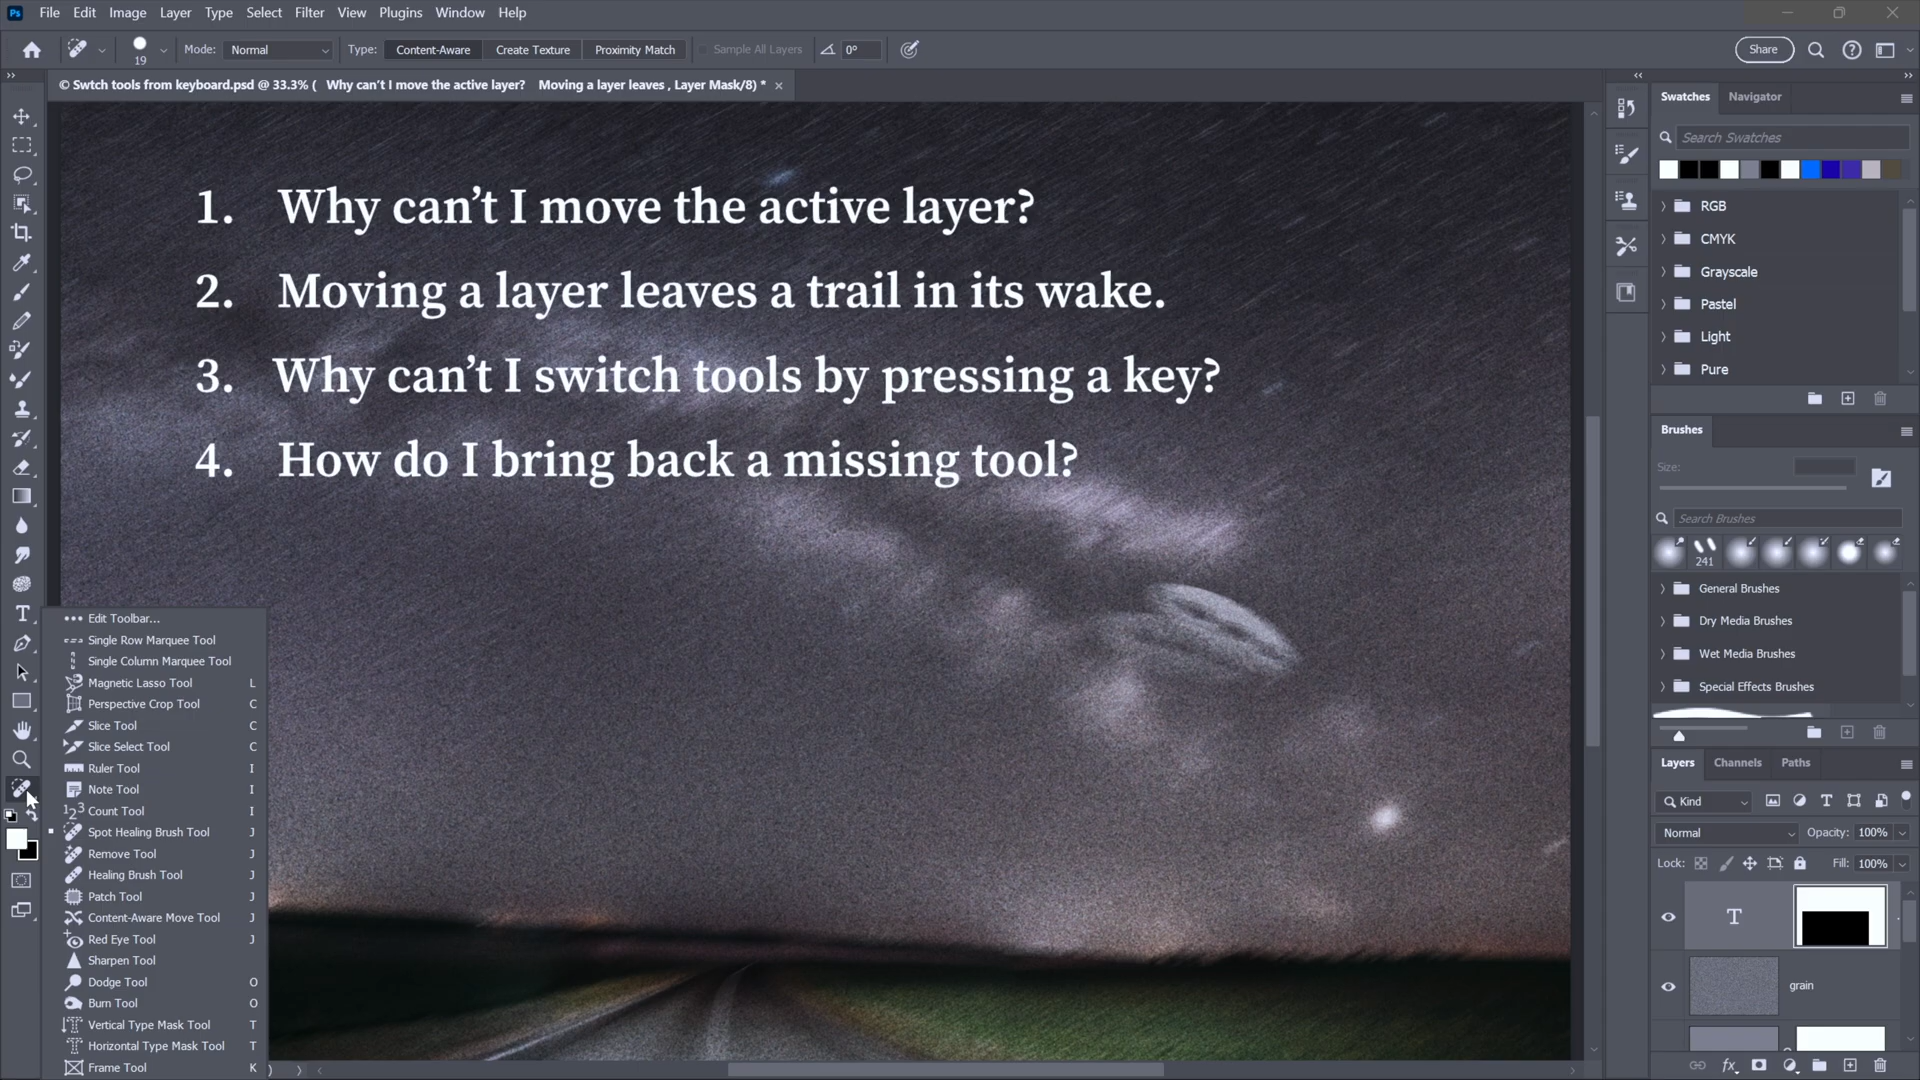 Ps File Edit Image Layer Type Select Filter View Plugins Window Help
19 Mode: Normal Type: Content-Aware Create Texture Proximity Match Sample All Layers 0° Share
© Swtch tools from keyboard.psd @ 33.3% ( Why can't I move the active layer? Moving a layer leaves , Layer Mask/8) *
Swatches Navigator
Search Swatches
RGB
CMYK
Grayscale
Pastel
Light
Pure
1. Why can't I move the active layer?
2. Moving a layer leaves a trail in its wake.
3. Why can't I switch tools by pressing a key?
4. How do I bring back a missing tool?
Brushes
Size:
Search Brushes
241
General Brushes
Dry Media Brushes
Wet Media Brushes
Special Effects Brushes
Edit Toolbar...
Single Row Marquee Tool
Single Column Marquee Tool
Magnetic Lasso Tool L
Perspective Crop Tool C
Slice Tool C
Slice Select Tool C
Ruler Tool I
Note Tool I
Count Tool I
Spot Healing Brush Tool J
Remove Tool J
Healing Brush Tool J
Patch Tool J
Content-Aware Move Tool J
Red Eye Tool J
Sharpen Tool
Dodge Tool O
Burn Tool O
Vertical Type Mask Tool T
Horizontal Type Mask Tool T
Frame Tool K
Layers Channels Paths
Kind
Normal Opacity: 100%
Lock: Fill: 100%
T
grain
fx